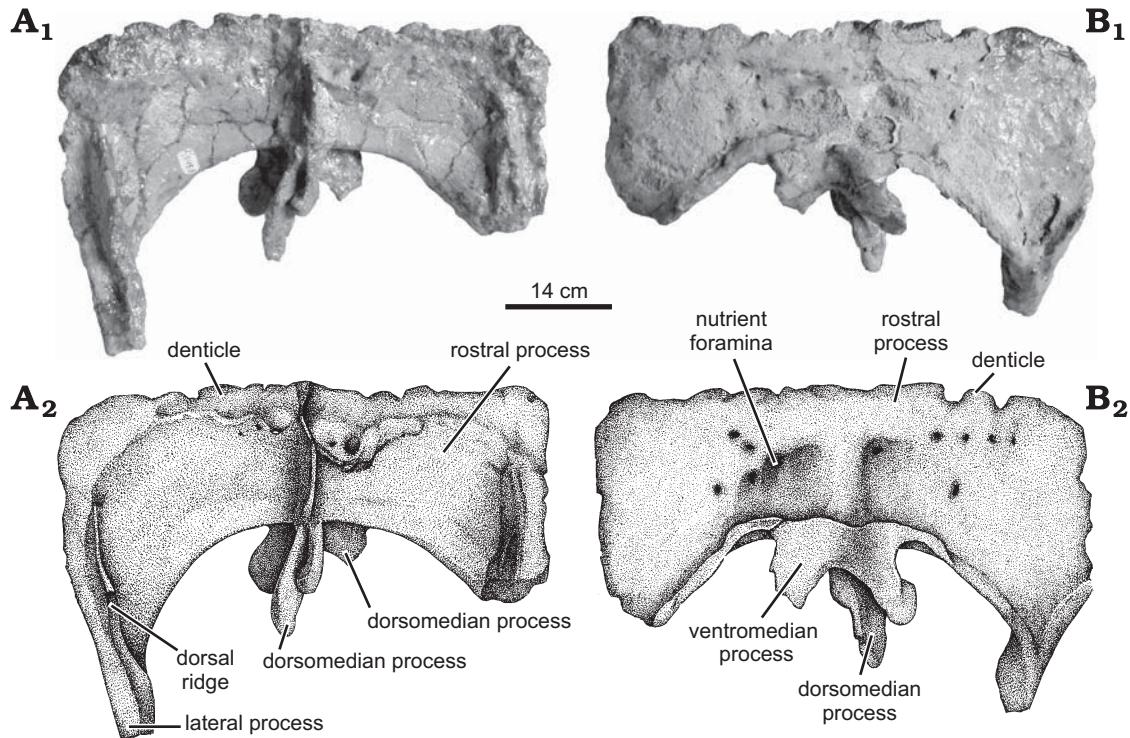 A1
B1
14 cm
nutrient
foramina
rostral
process
denticle
denticle
rostral process
A2
B2
dorsomedian process
dorsal
ridge
dorsomedian process
lateral process
ventromedian
process
dorsomedian
process